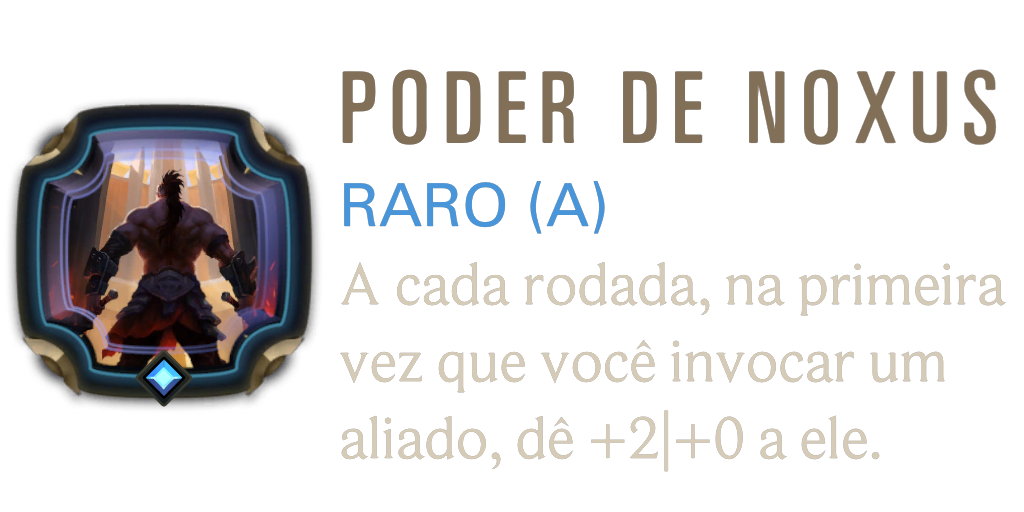 PODER DE NOXUS
RARO (A)
A cada rodada, na primeira
vez que você invocar um
aliado, dê +2|+0 a ele.